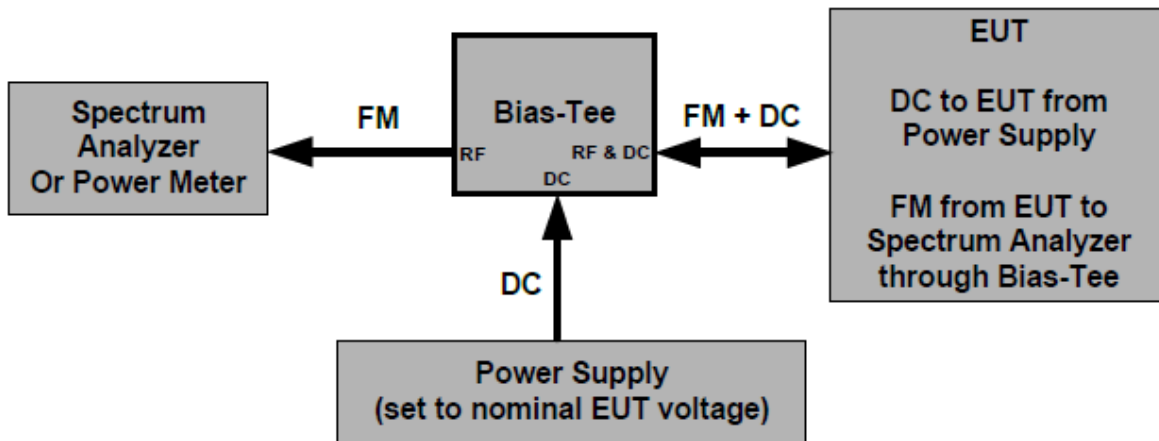 Spectrum
Analyzer
Or Power Meter
FM
Bias-Tee
RF
RF & DC
DC
FM + DC
EUT
DC to EUT from
Power Supply
FM from EUT to
Spectrum Analyzer
through Bias-Tee
DC
Power Supply
(set to nominal EUT voltage)